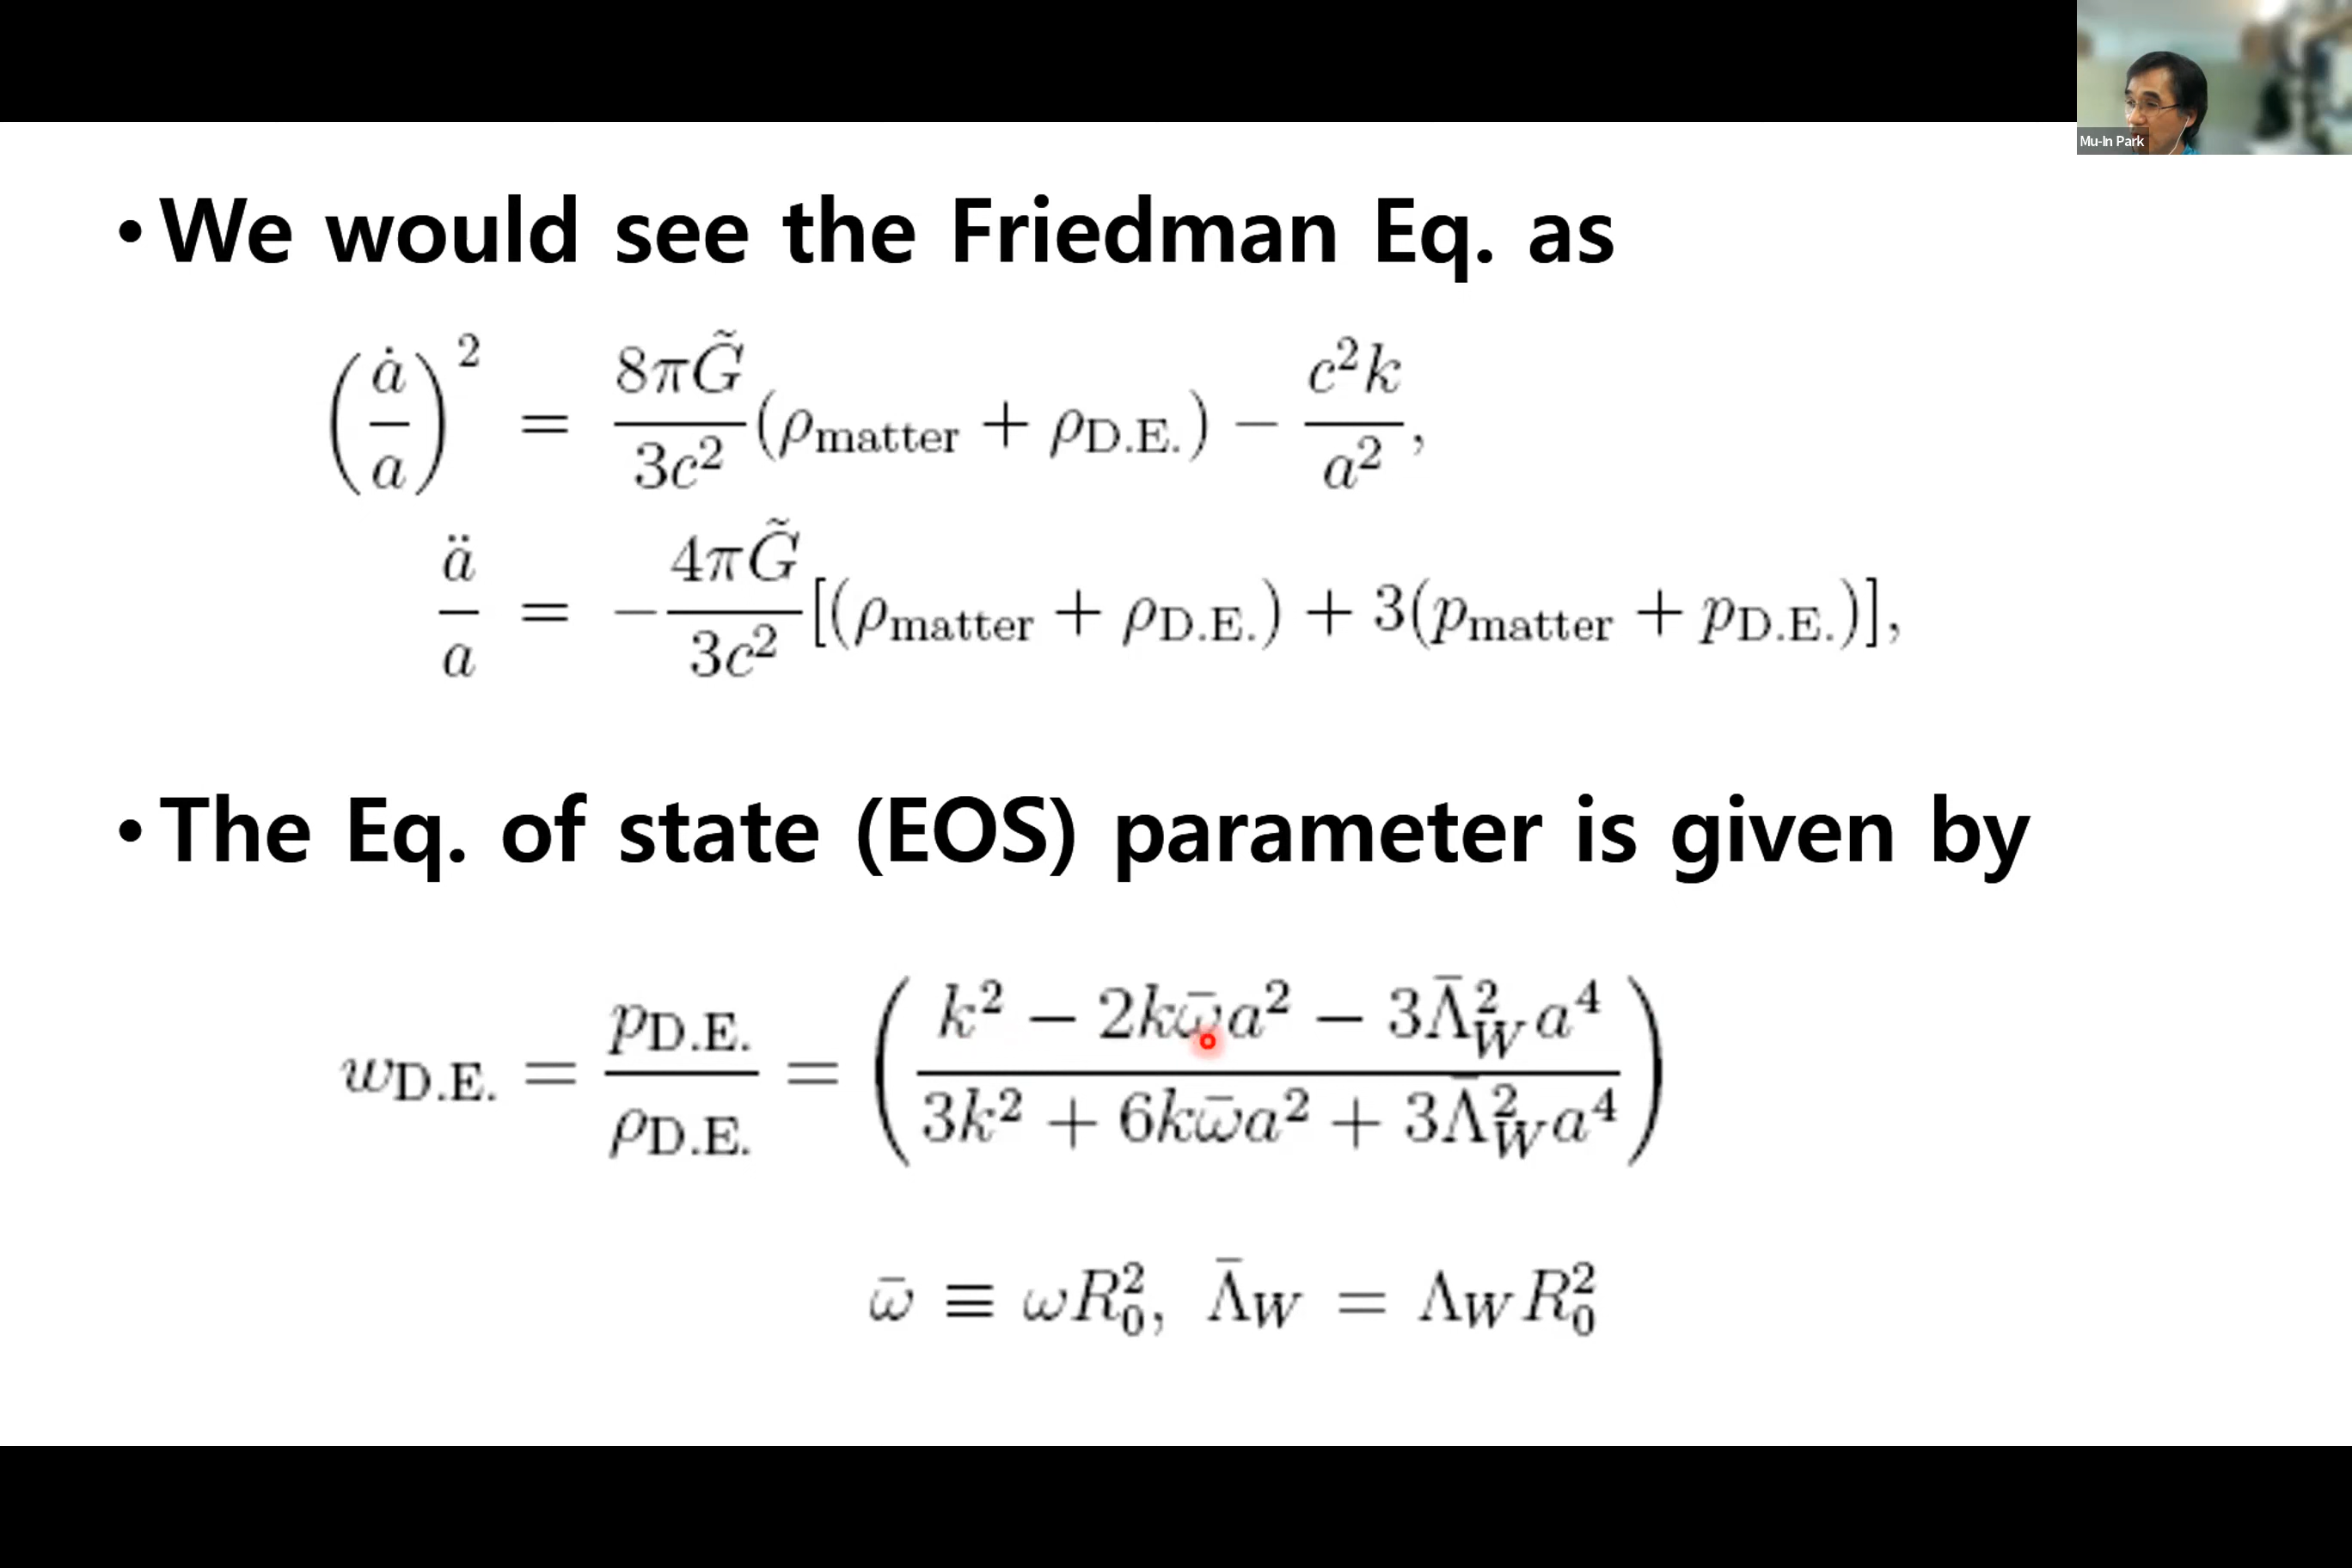 Mu-In Park
• We would see the Friedman Eq. as
(ȧ/a)² = 8πG̃/3c² (ρ_matter + ρ_D.E.) − c²k/a²,
ä/a = −4πG̃/3c² [(ρ_matter + ρ_D.E.) + 3(p_matter + p_D.E.)],
• The Eq. of state (EOS) parameter is given by
w_D.E. = p_D.E./ρ_D.E. = ((k² − 2kω̄a² − 3Λ̄_W²a⁴)/(3k² + 6kω̄a² + 3Λ̄_W²a⁴))
ω̄ ≡ ωR₀², Λ̄_W = Λ_W R₀²